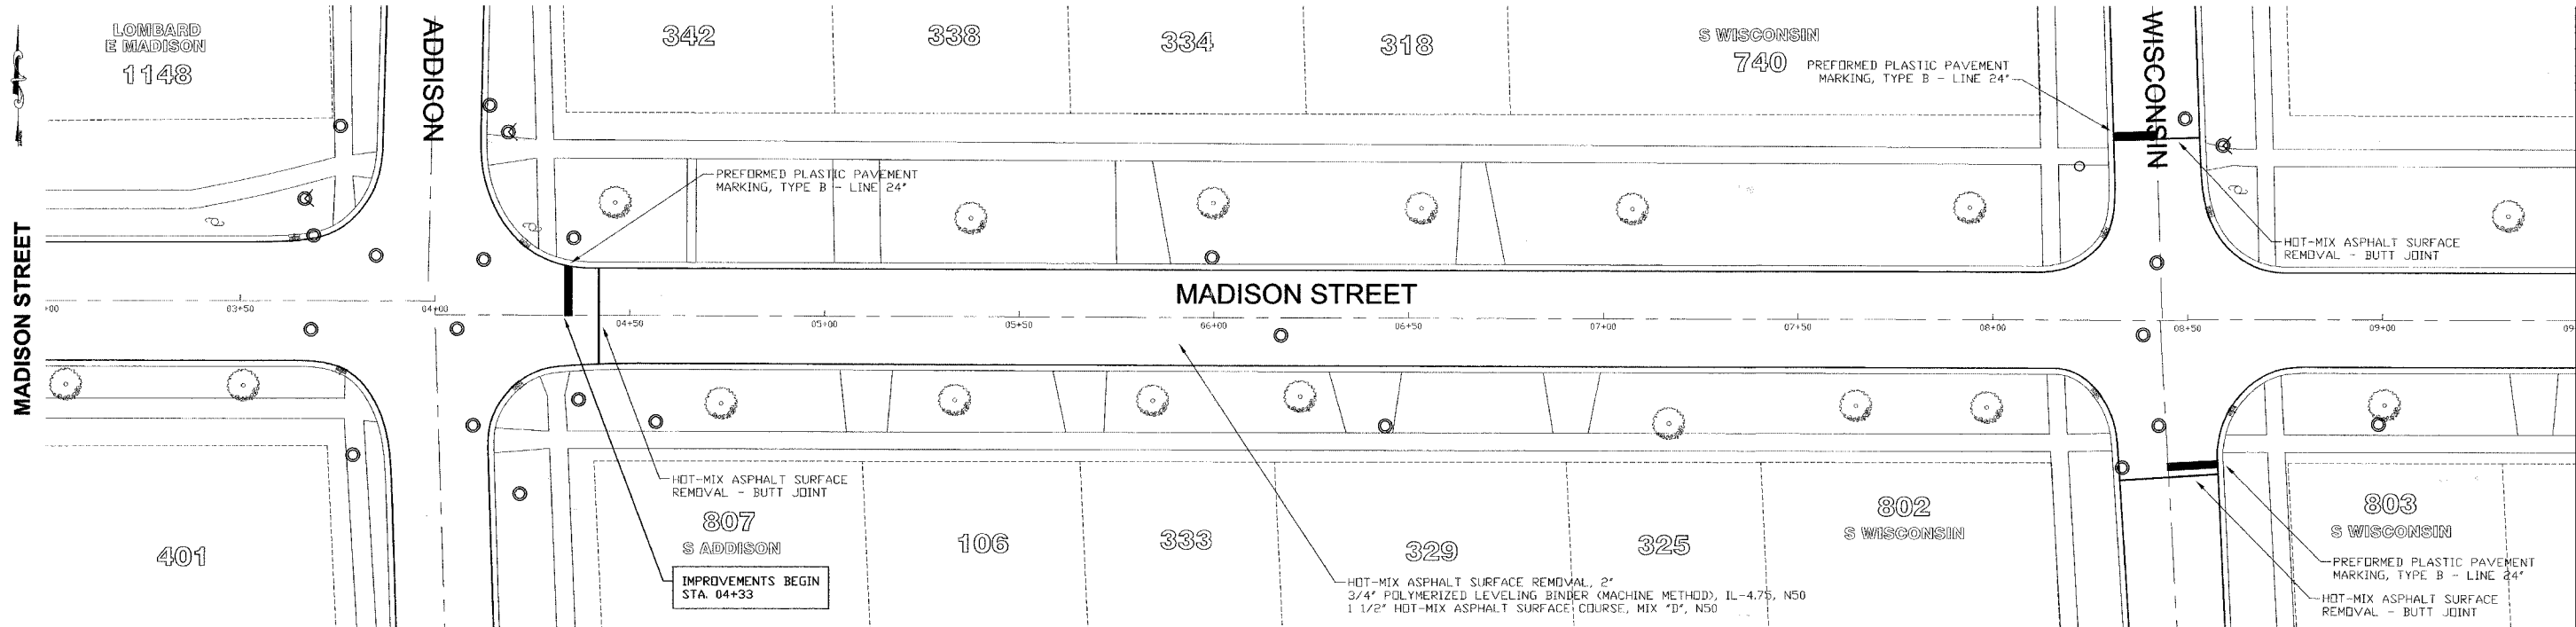 LOMBARD
E MADISON
1148
ADDISON
342
338
334
318
S WISCONSIN
740
PREFORMED PLASTIC PAVEMENT
MARKING, TYPE B - LINE 24"
WISCONSIN
PREFORMED PLASTIC PAVEMENT
MARKING, TYPE B - LINE 24"
HOT-MIX ASPHALT SURFACE
REMOVAL - BUTT JOINT
MADISON STREET
MADISON STREET
+00
03+50
04+00
04+50
05+00
05+50
66+00
06+50
07+00
07+50
08+00
08+50
09+00
09
HOT-MIX ASPHALT SURFACE
REMOVAL - BUTT JOINT
401
807
S ADDISON
106
333
329
325
802
S WISCONSIN
803
S WISCONSIN
IMPROVEMENTS BEGIN
STA. 04+33
HOT-MIX ASPHALT SURFACE REMOVAL, 2"
3/4" POLYMERIZED LEVELING BINDER (MACHINE METHOD), IL-4.75, N50
1 1/2" HOT-MIX ASPHALT SURFACE COURSE, MIX "D", N50
PREFORMED PLASTIC PAVEMENT
MARKING, TYPE B - LINE 24"
HOT-MIX ASPHALT SURFACE
REMOVAL - BUTT JOINT